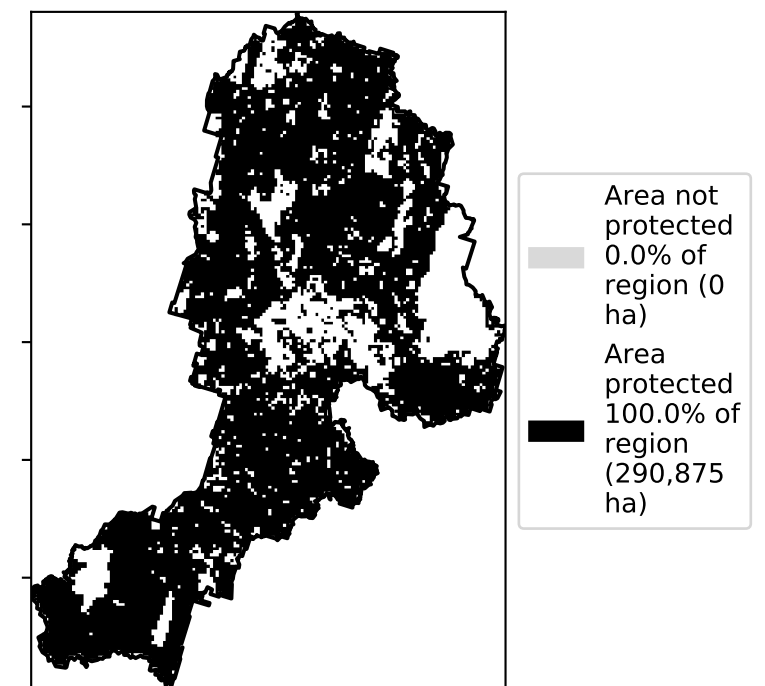 Area not
protected
0.0% of
region (0
ha)
Area
protected
100.0% of
region
(290,875
ha)